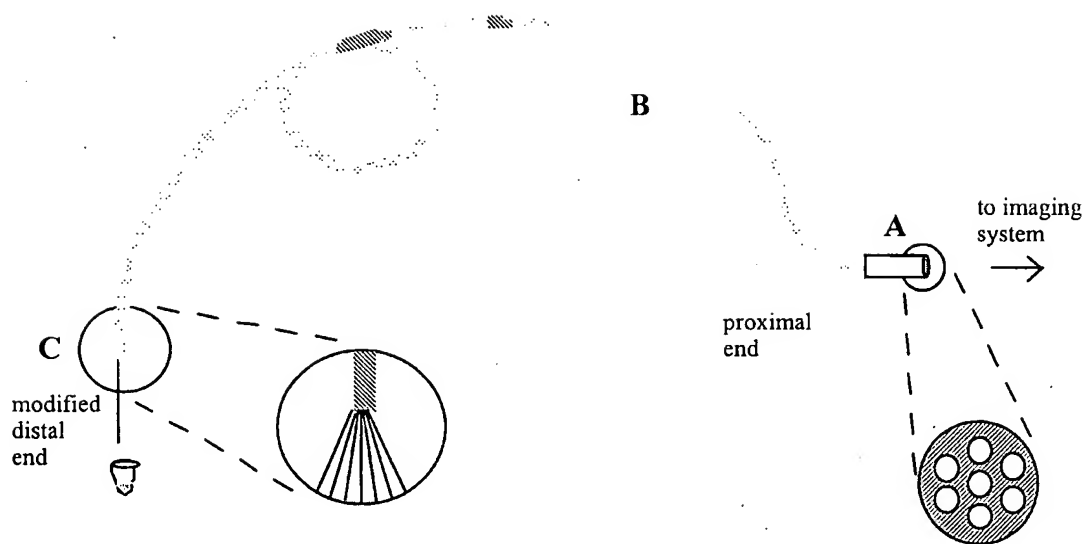 B
A
to imaging
system
proximal
end
C
modified
distal
end